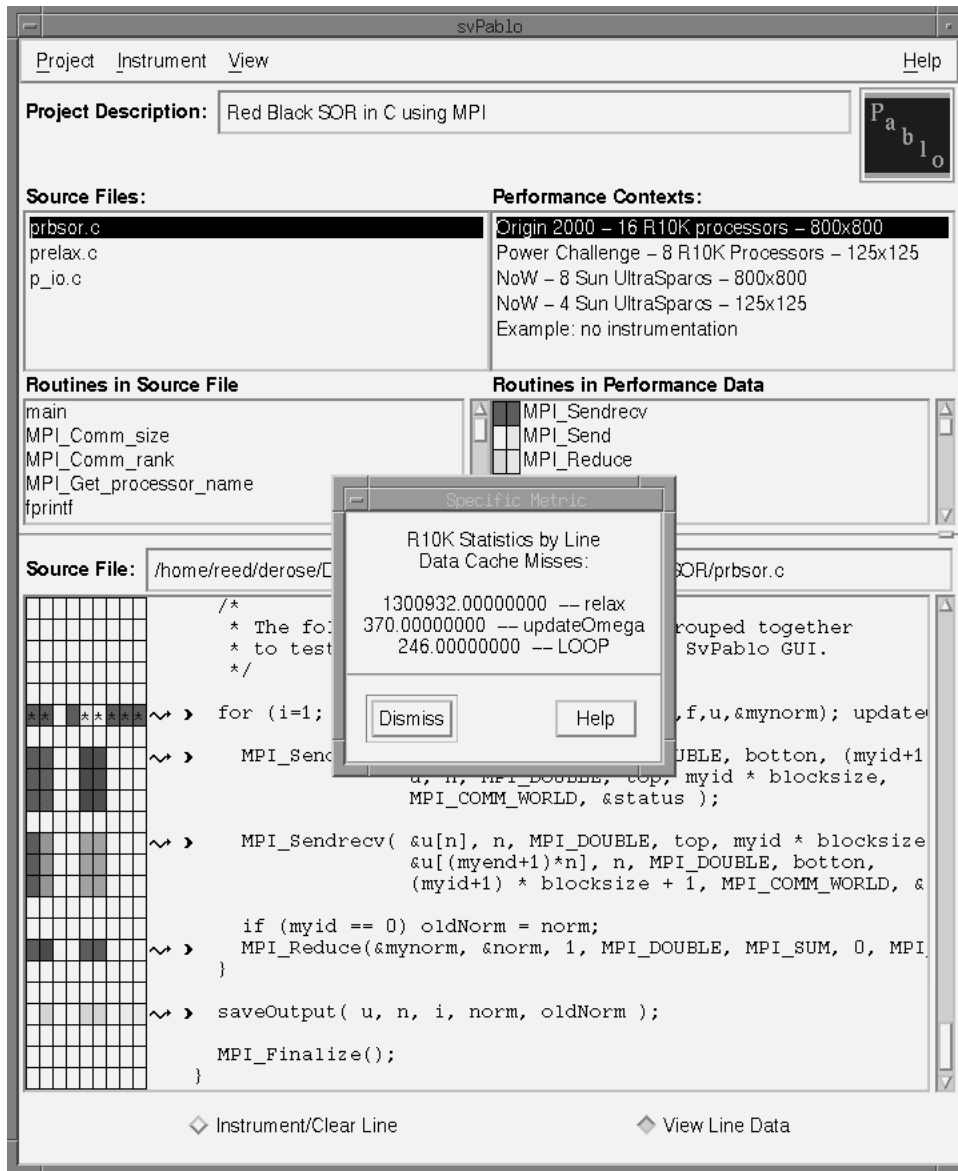 svPablo
Project Instrument View Help
Project Description: Red Black SOR in C using MPI
Pablo
Source Files:
prbsor.c
prelax.c
p_io.c
Performance Contexts:
Origin 2000 – 16 R10K processors – 800x800
Power Challenge – 8 R10K Processors – 125x125
NoW – 8 Sun UltraSparcs – 800x800
NoW – 4 Sun UltraSparcs – 125x125
Example: no instrumentation
Routines in Source File
main
MPI_Comm_size
MPI_Comm_rank
MPI_Get_processor_name
fprintf
Routines in Performance Data
MPI_Sendrecv
MPI_Send
MPI_Reduce
Specific Metric
R10K Statistics by Line
Data Cache Misses:
1300932.00000000 –– relax
370.00000000 –– updateOmega
246.00000000 –– LOOP
Dismiss Help
Source File: /home/reed/derose/D SOR/prbsor.c
/*
* The fol rouped together
* to test SvPablo GUI.
*/
** ** *** for (i=1; ,f,u,&mynorm); update
MPI_Send UBLE, botton, (myid+1
u, n, MPI_DOUBLE, top, myid * blocksize,
MPI_COMM_WORLD, &status );
MPI_Sendrecv( &u[n], n, MPI_DOUBLE, top, myid * blocksize
&u[(myend+1)*n], n, MPI_DOUBLE, botton,
(myid+1) * blocksize + 1, MPI_COMM_WORLD, &
if (myid == 0) oldNorm = norm;
MPI_Reduce(&mynorm, &norm, 1, MPI_DOUBLE, MPI_SUM, 0, MPI_
}
saveOutput( u, n, i, norm, oldNorm );
MPI_Finalize();
}
Instrument/Clear Line View Line Data